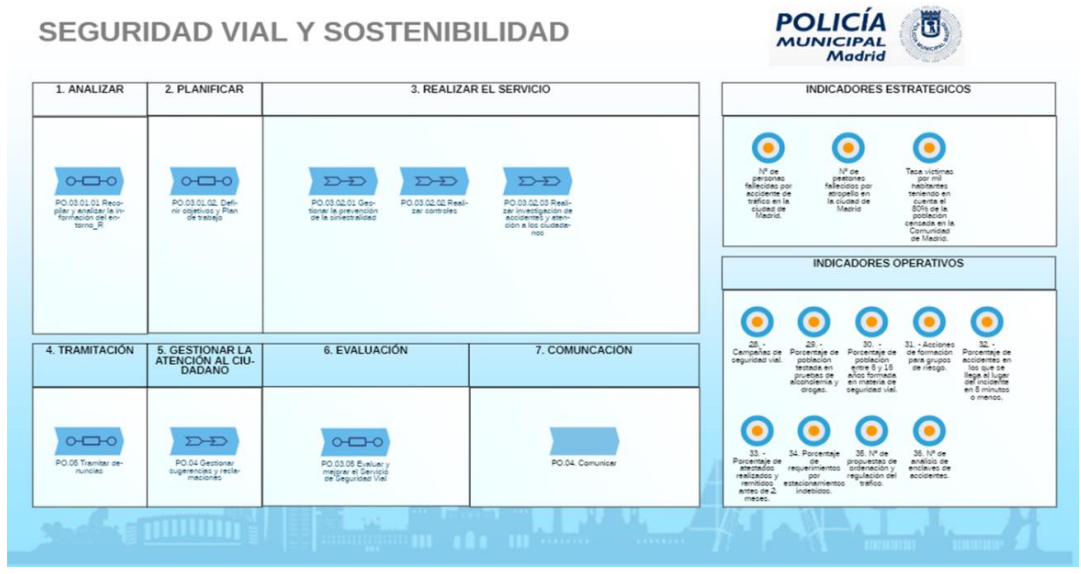 SEGURIDAD VIAL Y SOSTENIBILIDAD
POLICÍA
MUNICIPAL
Madrid
1. ANALIZAR
2. PLANIFICAR
3. REALIZAR EL SERVICIO
PO.03.01.01 Reco-
pilar y analizar la in-
formación del en-
torno_R
PO.03.01.02. Defi-
nir objetivos y Plan
de trabajo
PO.03.02.01 Ges-
tionar la prevención
de la siniestralidad
PO.03.02.02 Reali-
zar controles
PO.03.02.03 Reali-
zar investigación de
accidentes y aten-
ción a los ciudada-
nos
4. TRAMITACIÓN
5. GESTIONAR LA
ATENCIÓN AL CIU-
DADANO
6. EVALUACIÓN
7. COMUNCACIÓN
PO.05 Tramitar de-
nuncias
PO.04 Gestionar
sugerencias y recla-
maciones
PO.03.05 Evaluar y
mejorar el Servicio
de Seguridad Vial
PO.04. Comunicar
INDICADORES ESTRATEGICOS
Nº de
personas
fallecidas por
accidente de
tráfico en la
ciudad de
Madrid.
Nº de
peatones
fallecidos por
atropello en
la ciudad de
Madrid
Tasa víctimas
por mil
habitantes
teniendo en
cuenta el
80% de la
población
censada en la
Comunidad
de Madrid.
INDICADORES OPERATIVOS
28. -
Campañas de
seguridad vial.
29. -
Porcentaje de
población
testada en
pruebas de
alcoholemia y
drogas.
30. -
Porcentaje de
población
entre 6 y 16
años formada
en materia de
seguridad vial.
31. - Acciones
de formación
para grupos
de riesgo.
32. -
Porcentaje de
accidentes en
los que se
llega al lugar
del incidente
en 8 minutos
o menos.
33. -
Porcentaje de
atestados
realizados y
remitidos
antes de 2
meses.
34. Porcentaje
de
requerimientos
por
estacionamientos
indebidos.
35. Nº de
propuestas de
ordenación y
regulación del
tráfico.
36. Nº de
análisis de
enclaves de
accidentes.